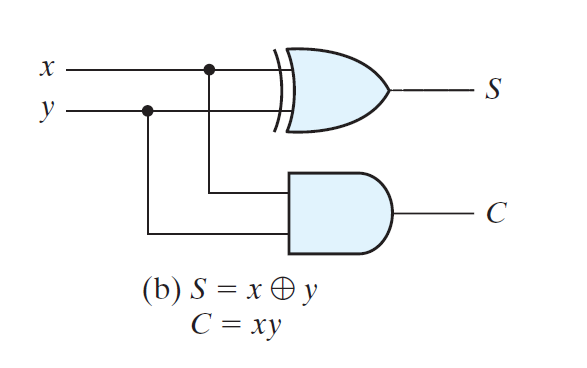 x
y
S
C
(b) S = x ⊕ y
C = xy